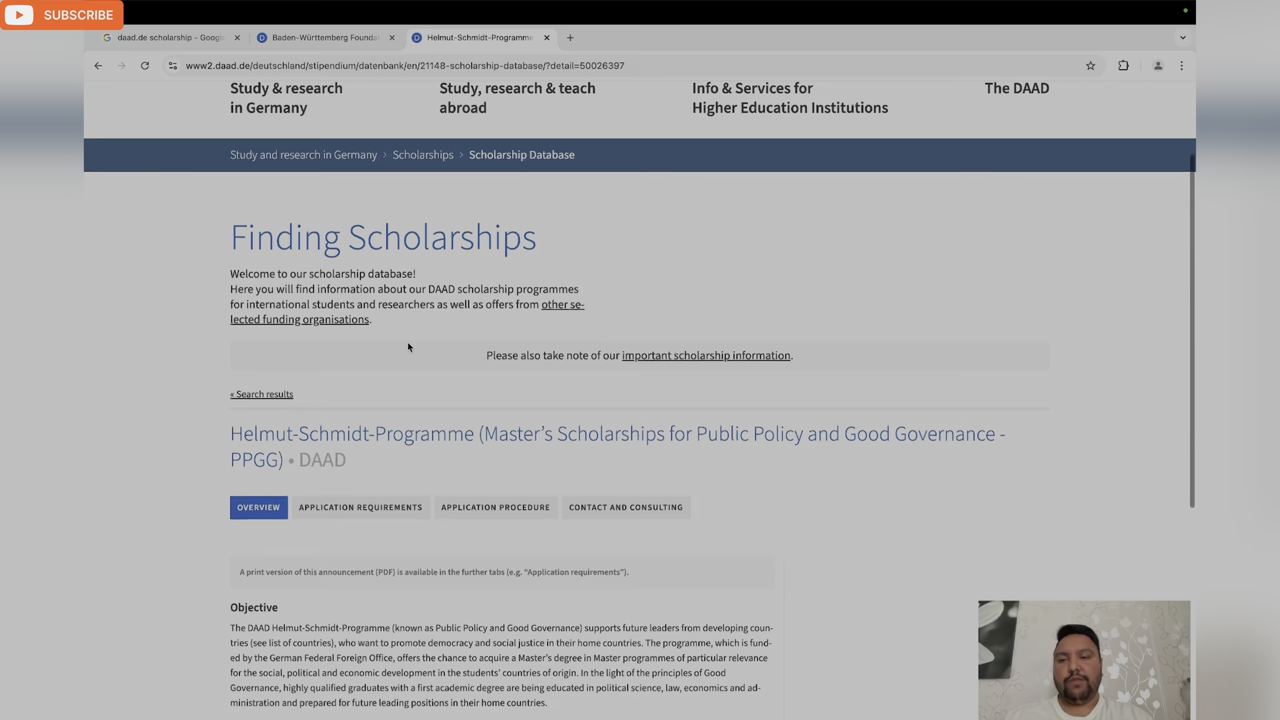 SUBSCRIBE
daad.de scholarship - Google
Baden-Württemberg Founda
Helmut-Schmidt-Programme
www2.daad.de/deutschland/stipendium/datenbank/en/21148-scholarship-database/?detail=50026397
Study & research
in Germany
Study, research & teach
abroad
Info & Services for
Higher Education Institutions
The DAAD
Study and research in Germany › Scholarships › Scholarship Database
Finding Scholarships
Welcome to our scholarship database!
Here you will find information about our DAAD scholarship programmes
for international students and researchers as well as offers from other se-
lected funding organisations.
Please also take note of our important scholarship information.
« Search results
Helmut-Schmidt-Programme (Master's Scholarships for Public Policy and Good Governance -
PPGG) • DAAD
OVERVIEW
APPLICATION REQUIREMENTS
APPLICATION PROCEDURE
CONTACT AND CONSULTING
A print version of this announcement (PDF) is available in the further tabs (e.g. "Application requirements").
Objective
The DAAD Helmut-Schmidt-Programme (known as Public Policy and Good Governance) supports future leaders from developing coun-
tries (see list of countries), who want to promote democracy and social justice in their home countries. The programme, which is fund-
ed by the German Federal Foreign Office, offers the chance to acquire a Master's degree in Master programmes of particular relevance
for the social, political and economic development in the students' countries of origin. In the light of the principles of Good
Governance, highly qualified graduates with a first academic degree are being educated in political science, law, economics and ad-
ministration and prepared for future leading positions in their home countries.